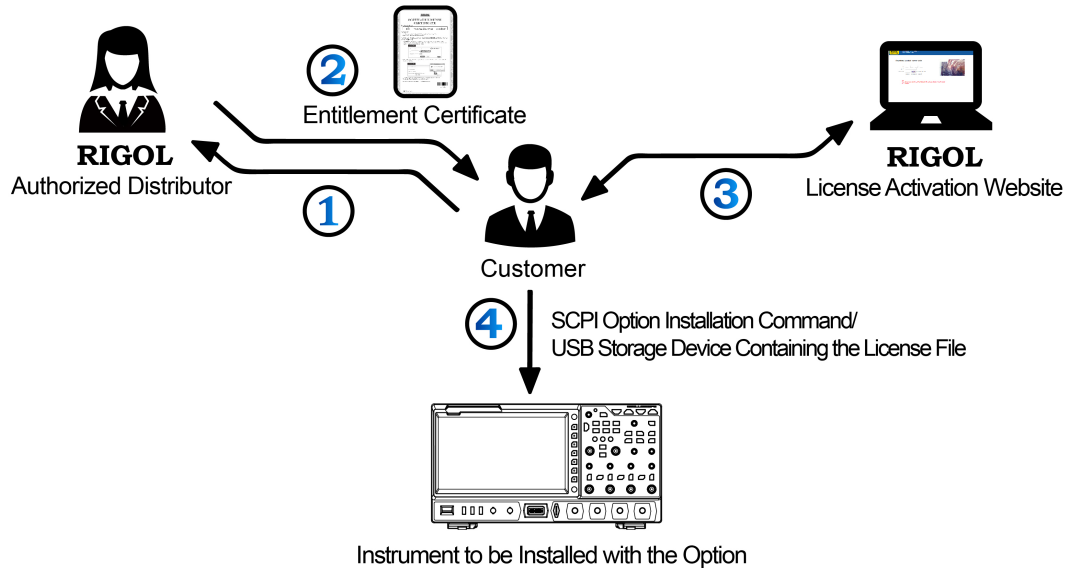 2
Entitlement Certificate
RIGOL
Authorized Distributor
1
3
RIGOL
License Activation Website
Customer
4
SCPI Option Installation Command/
USB Storage Device Containing the License File
Instrument to be Installed with the Option